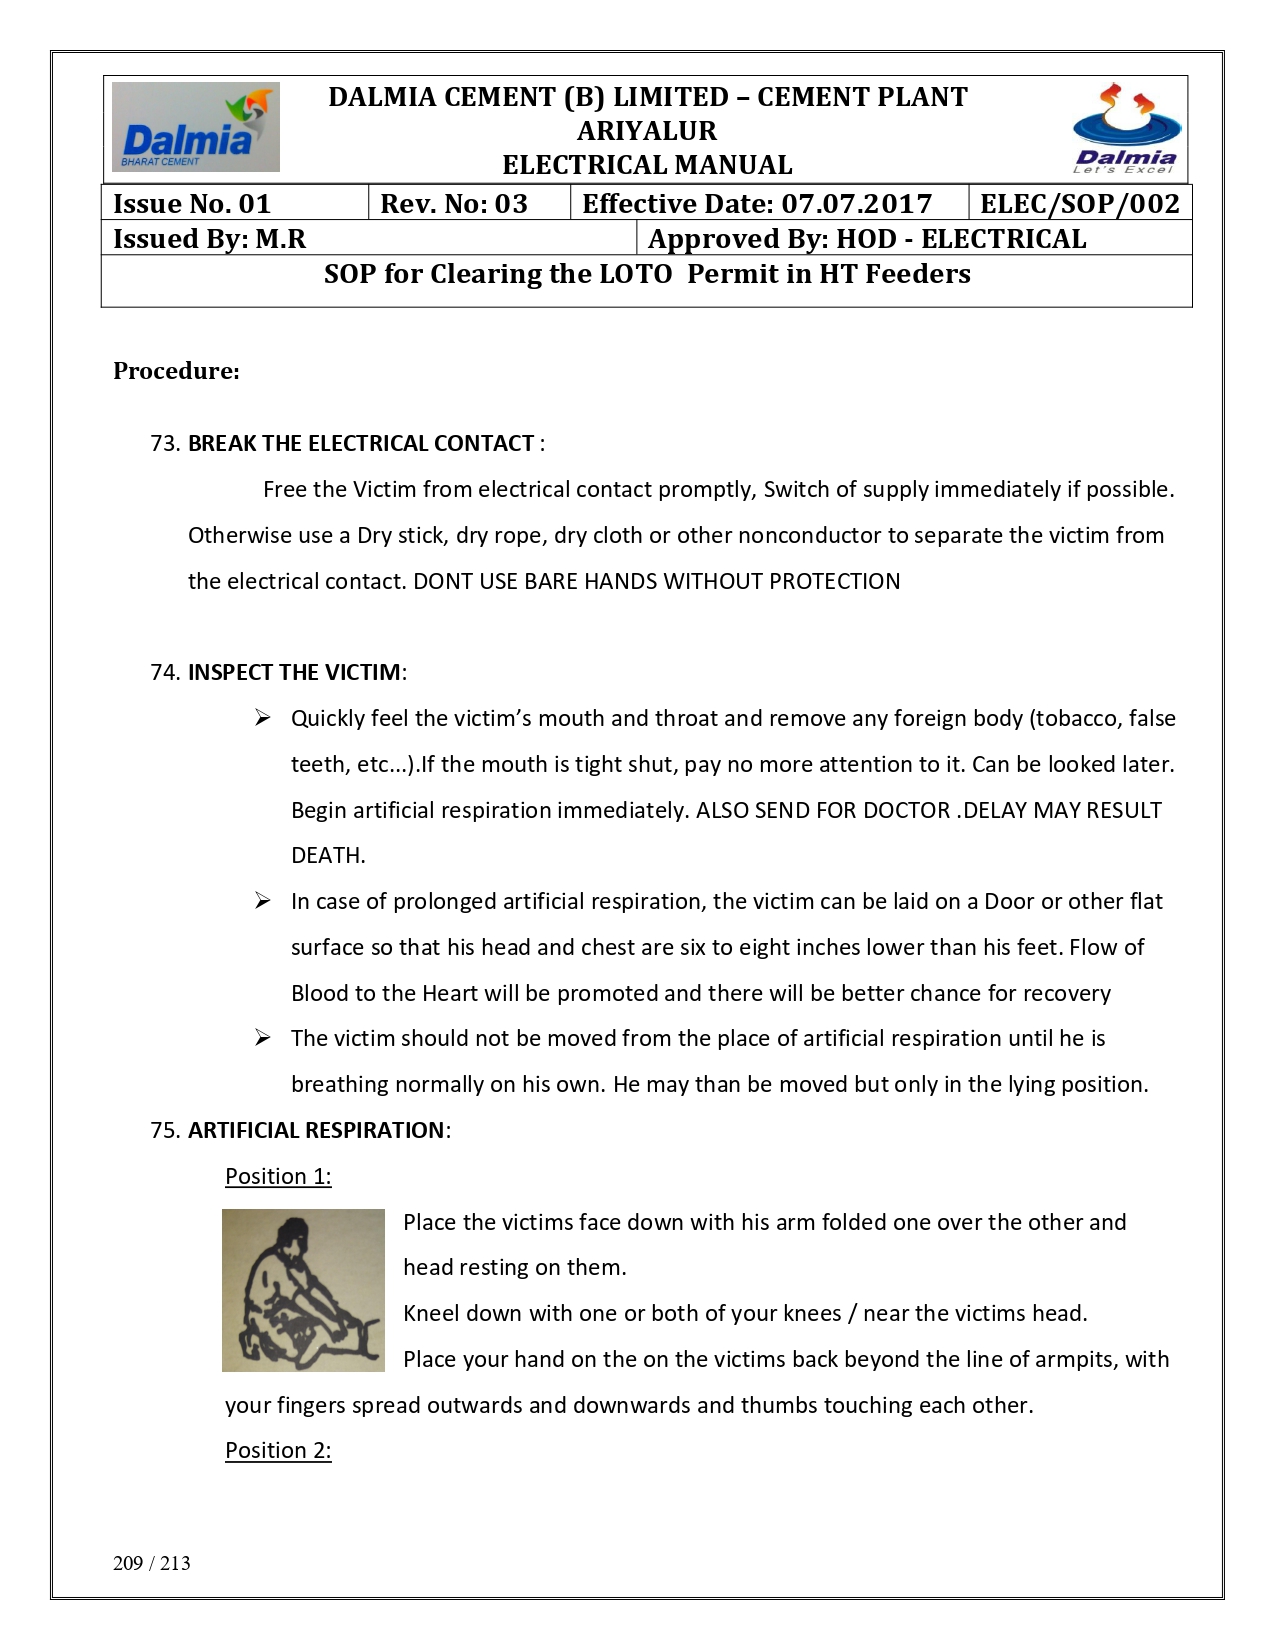 Dalmia
BHARAT CEMENT
DALMIA CEMENT (B) LIMITED – CEMENT PLANT
ARIYALUR
ELECTRICAL MANUAL
Dalmia
Let's Excel
Issue No. 01 Rev. No: 03 Effective Date: 07.07.2017 ELEC/SOP/002
Issued By: M.R Approved By: HOD - ELECTRICAL
SOP for Clearing the LOTO Permit in HT Feeders
Procedure:
73. BREAK THE ELECTRICAL CONTACT :
Free the Victim from electrical contact promptly, Switch of supply immediately if possible.
Otherwise use a Dry stick, dry rope, dry cloth or other nonconductor to separate the victim from
the electrical contact. DONT USE BARE HANDS WITHOUT PROTECTION
74. INSPECT THE VICTIM:
➢ Quickly feel the victim’s mouth and throat and remove any foreign body (tobacco, false
teeth, etc...).If the mouth is tight shut, pay no more attention to it. Can be looked later.
Begin artificial respiration immediately. ALSO SEND FOR DOCTOR .DELAY MAY RESULT
DEATH.
➢ In case of prolonged artificial respiration, the victim can be laid on a Door or other flat
surface so that his head and chest are six to eight inches lower than his feet. Flow of
Blood to the Heart will be promoted and there will be better chance for recovery
➢ The victim should not be moved from the place of artificial respiration until he is
breathing normally on his own. He may than be moved but only in the lying position.
75. ARTIFICIAL RESPIRATION:
Position 1:
Place the victims face down with his arm folded one over the other and
head resting on them.
Kneel down with one or both of your knees / near the victims head.
Place your hand on the on the victims back beyond the line of armpits, with
your fingers spread outwards and downwards and thumbs touching each other.
Position 2:
209 / 213